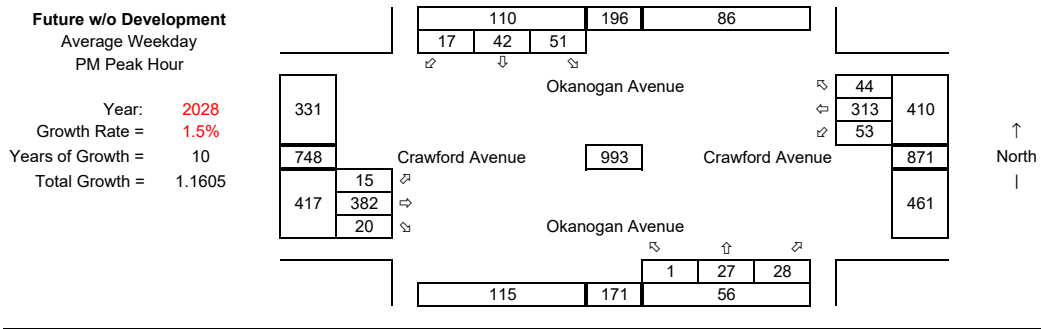 Future w/o Development
Average Weekday
PM Peak Hour
Year: 2028
Growth Rate = 1.5%
Years of Growth = 10
Total Growth = 1.1605
110 196 86
17 42 51
⬃ ⇩ ⬂
Okanogan Avenue
331
⬁ 44
⇦ 313
⬃ 53
410
748 Crawford Avenue 993 Crawford Avenue 871
417
15 ⬀
382 ⇨
20 ⬂
461
Okanogan Avenue
⬁ ⇧ ⬀
1 27 28
115 171 56
↑
North
|